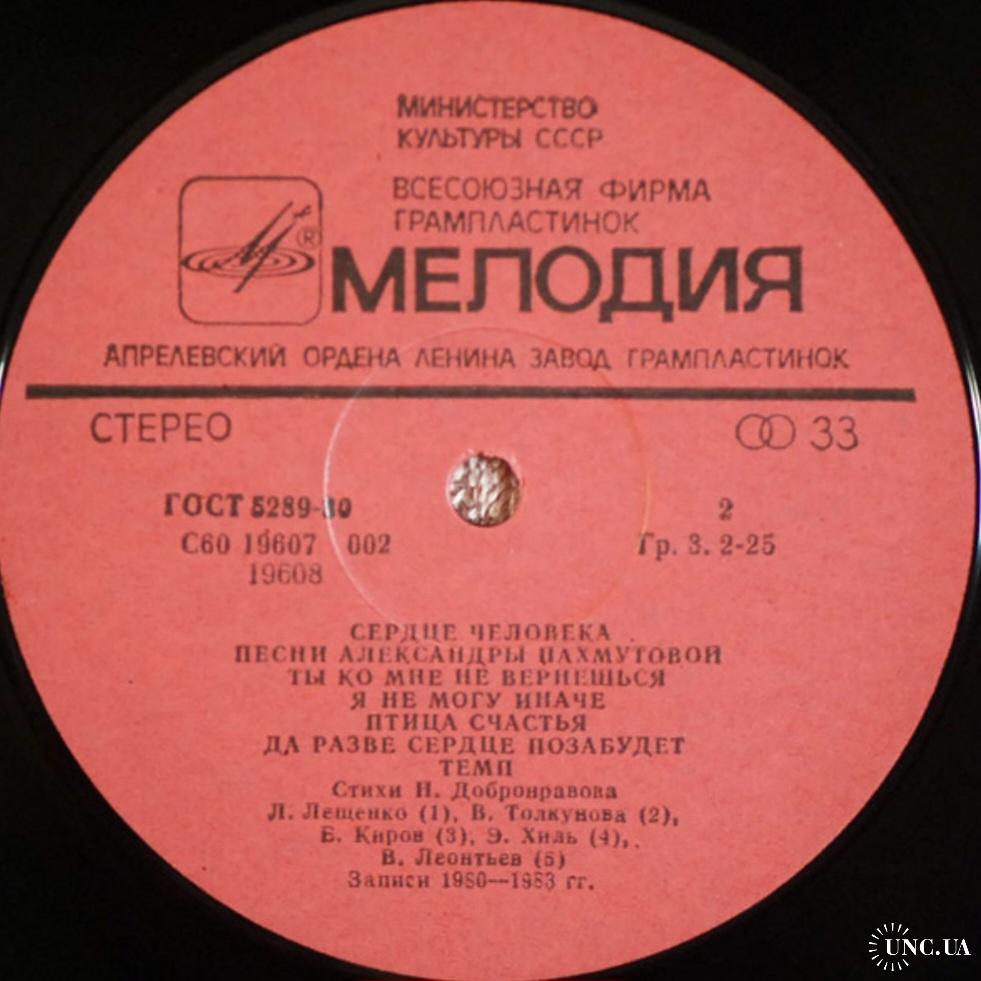 МИНИСТЕРСТВО
КУЛЬТУРЫ СССР
ВСЕСОЮЗНАЯ ФИРМА
ГРАМПЛАСТИНОК
®
МЕЛОДИЯ
АПРЕЛЕВСКИЙ ОРДЕНА ЛЕНИНА ЗАВОД ГРАМПЛАСТИНОК
СТЕРЕО 33
ГОСТ 5289-80 2
С60 19607 002 Гр. 3. 2-25
19608
СЕРДЦЕ ЧЕЛОВЕКА
ПЕСНИ АЛЕКСАНДРЫ ПАХМУТОВОЙ
ТЫ КО МНЕ НЕ ВЕРНЕШЬСЯ
Я НЕ МОГУ ИНАЧЕ
ПТИЦА СЧАСТЬЯ
ДА РАЗВЕ СЕРДЦЕ ПОЗАБУДЕТ
ТЕМП
Стихи Н. Добронравова
Л. Лещенко (1), В. Толкунова (2),
Б. Киров (3), Э. Хиль (4),
В. Леонтьев (5)
Записи 1980—1983 гг.
UNC.UA